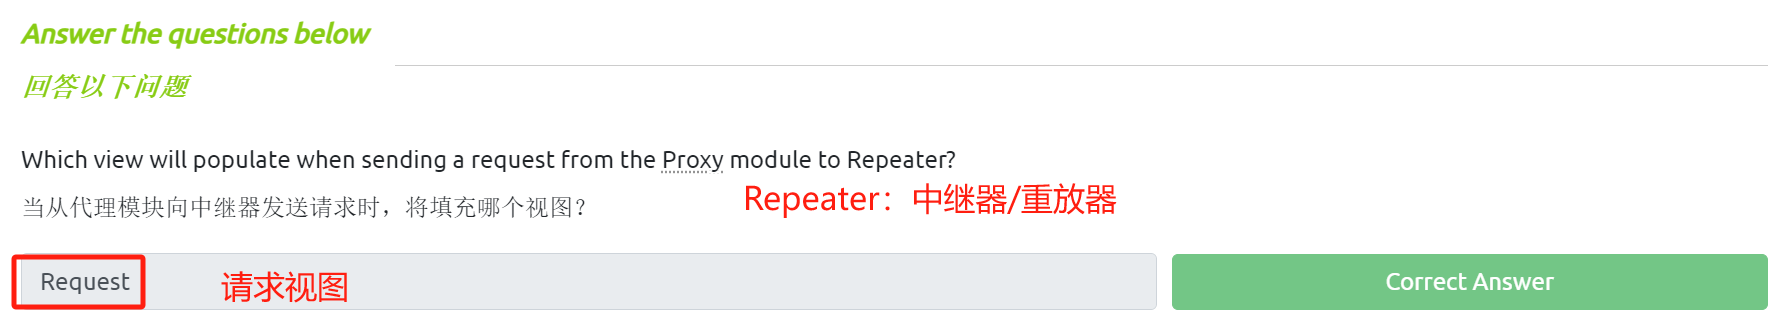 Answer the questions below
回答以下问题
Which view will populate when sending a request from the Proxy module to Repeater?
当从代理模块向中继器发送请求时，将填充哪个视图？
Repeater：中继器/重放器
Request
请求视图
Correct Answer